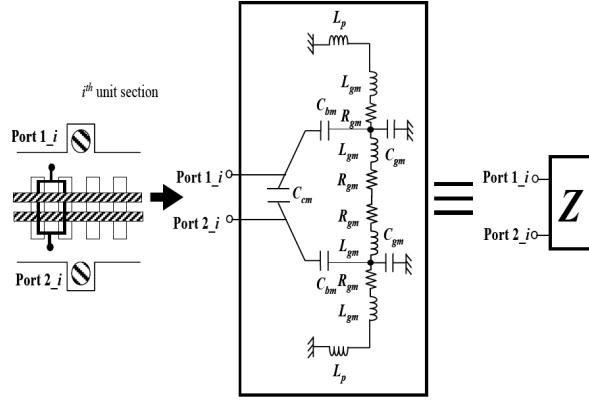 i^th unit section
Port 1_i
Port 2_i
L_p
L_gm
C_bm R_gm
L_gm C_gm
R_gm
Port 1_i
C_cm
Port 2_i
R_gm
L_gm C_gm
C_bm R_gm
L_gm
L_p
Port 1_i
Z
Port 2_i